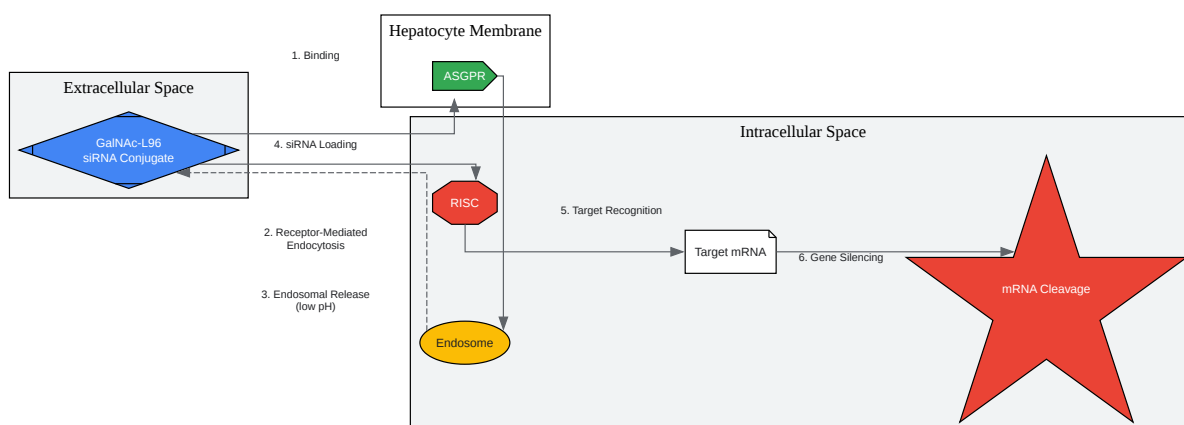 Hepatocyte Membrane
1. Binding
ASGPR
Extracellular Space
GalNAc-L96
siRNA Conjugate
Intracellular Space
4. siRNA Loading
RISC
5. Target Recognition
2. Receptor-Mediated
Endocytosis
Target mRNA
6. Gene Silencing
mRNA Cleavage
3. Endosomal Release
(low pH)
Endosome